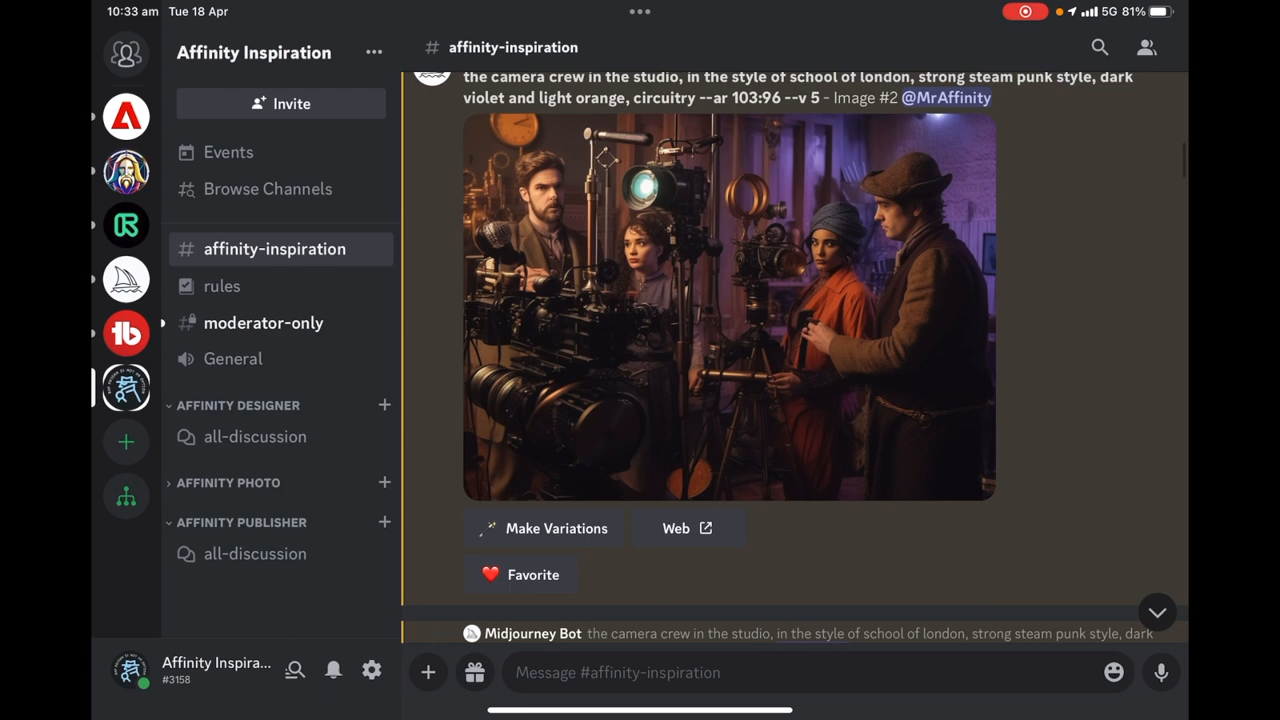 10:33 am Tue 18 Apr
5G 81%
Affinity Inspiration
Invite
Events
Browse Channels
affinity-inspiration
rules
moderator-only
General
AFFINITY DESIGNER
all-discussion
AFFINITY PHOTO
AFFINITY PUBLISHER
all-discussion
Affinity Inspira...
#3158
# affinity-inspiration
the camera crew in the studio, in the style of school of london, strong steam punk style, dark
violet and light orange, circuitry --ar 103:96 --v 5 - Image #2 @MrAffinity
Make Variations
Web
Favorite
Midjourney Bot the camera crew in the studio, in the style of school of london, strong steam punk style, dark
Message #affinity-inspiration